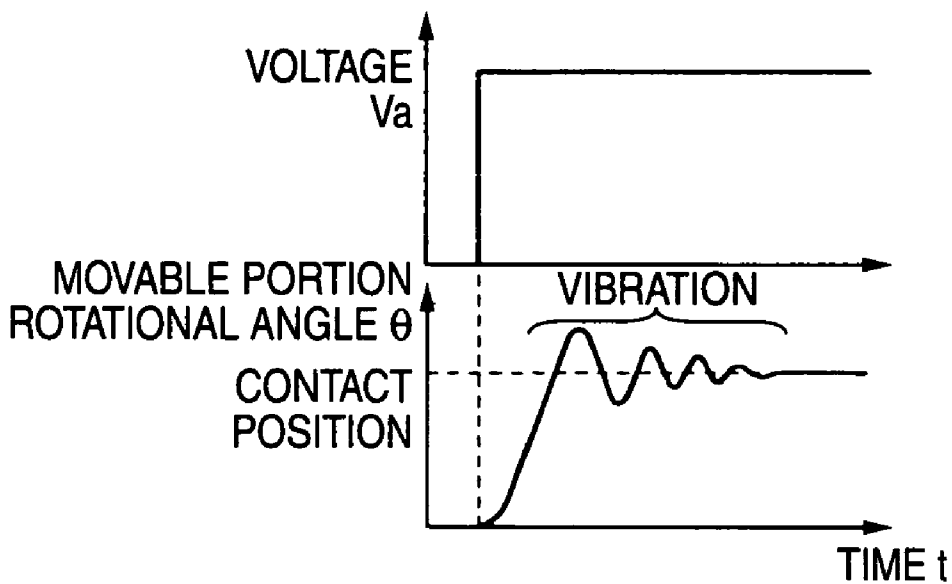 VOLTAGE
Va
MOVABLE PORTION
ROTATIONAL ANGLE θ
VIBRATION
CONTACT
POSITION
TIME t